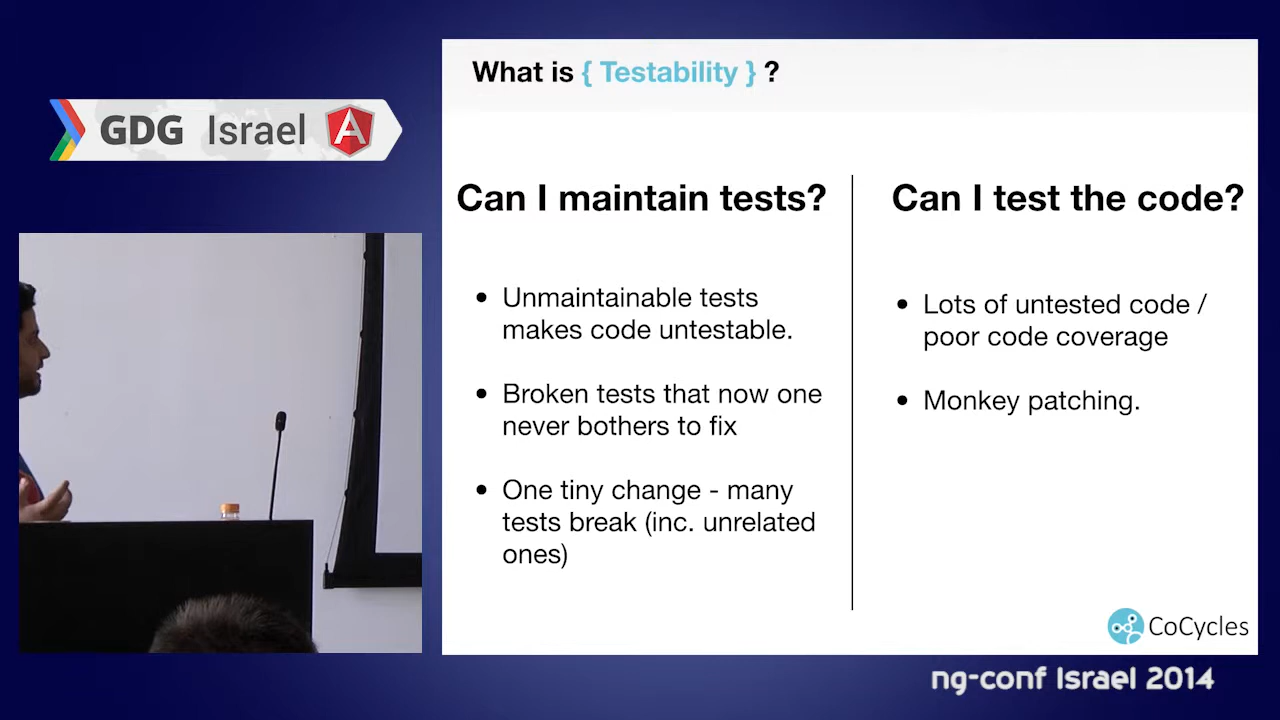 What is { Testability } ?
GDG Israel A
Can I maintain tests?
Unmaintainable tests
makes code untestable.
Broken tests that now one
never bothers to fix
One tiny change - many
tests break (inc. unrelated
ones)
Can I test the code?
Lots of untested code /
poor code coverage
Monkey patching.
CoCycles
ng-conf Israel 2014